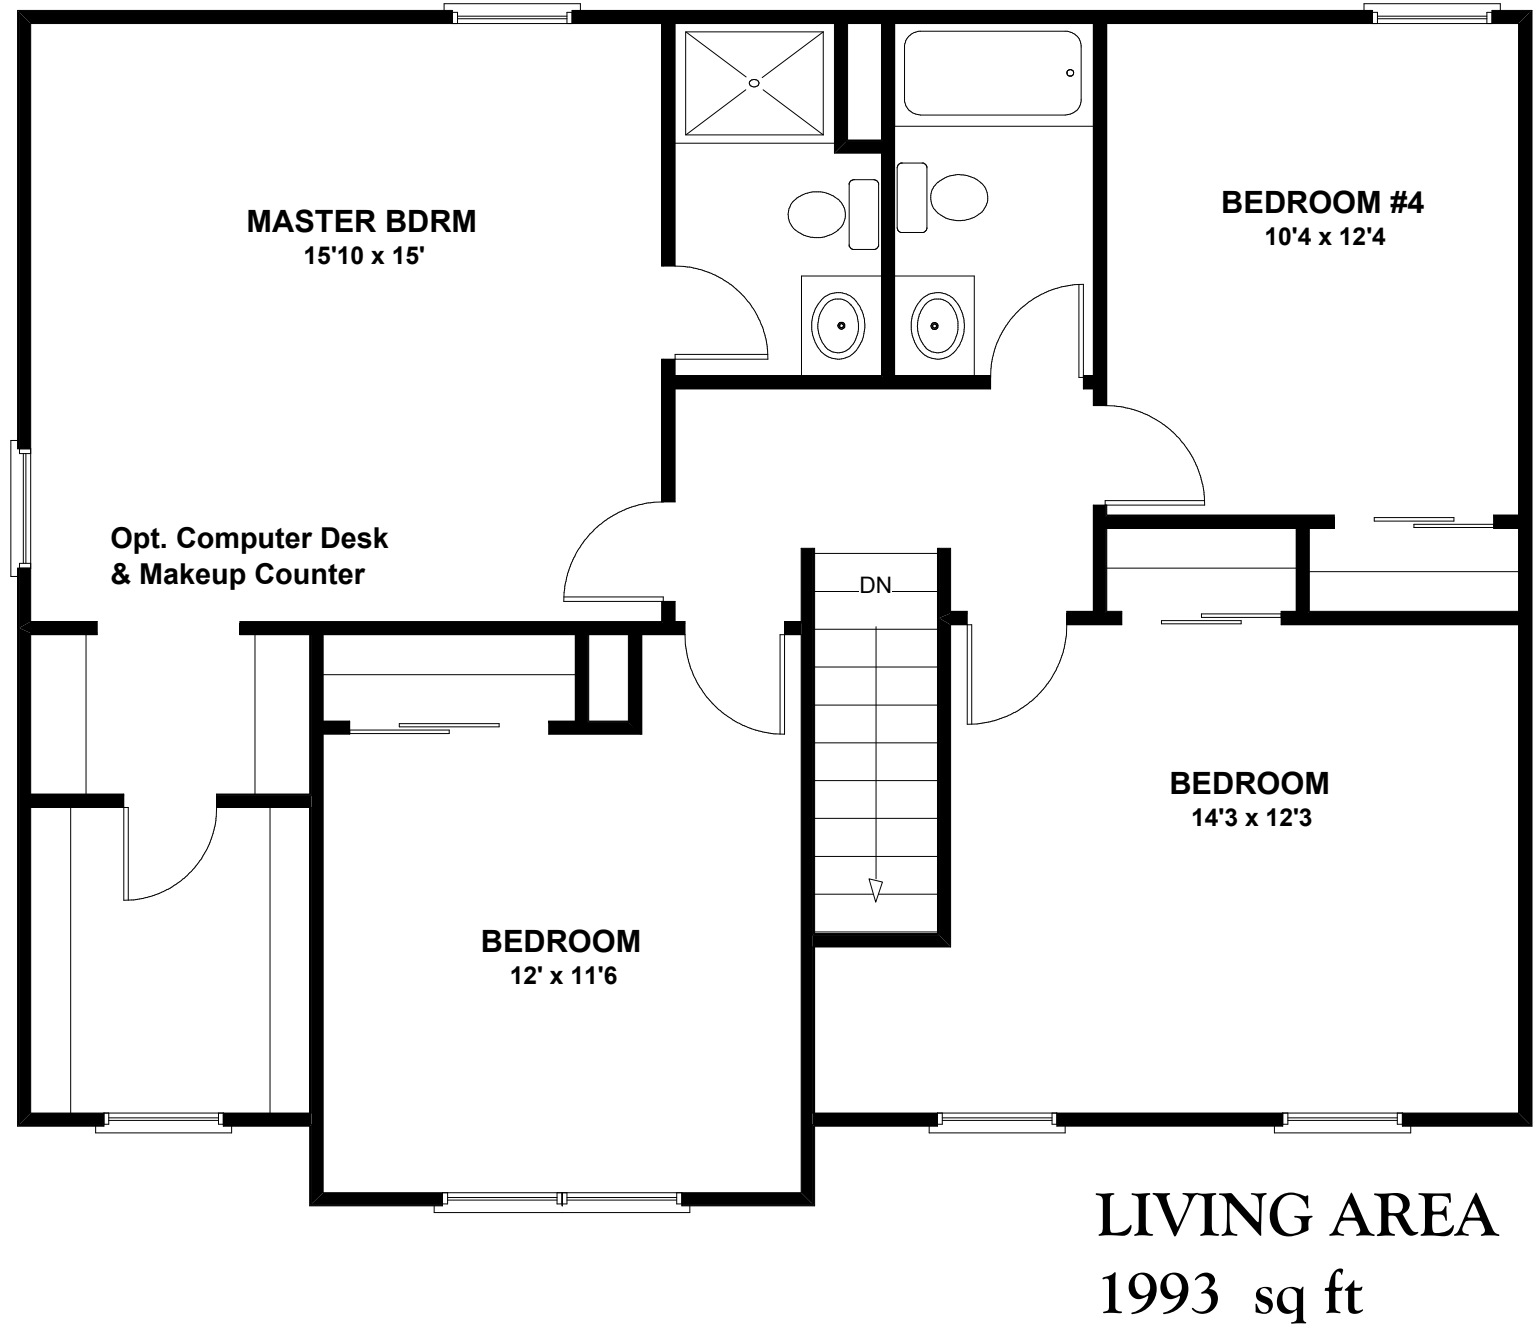 MASTER BDRM
15'10 x 15'
BEDROOM #4
10'4 x 12'4
Opt. Computer Desk
& Makeup Counter
DN
BEDROOM
14'3 x 12'3
BEDROOM
12' x 11'6
LIVING AREA
1993 sq ft